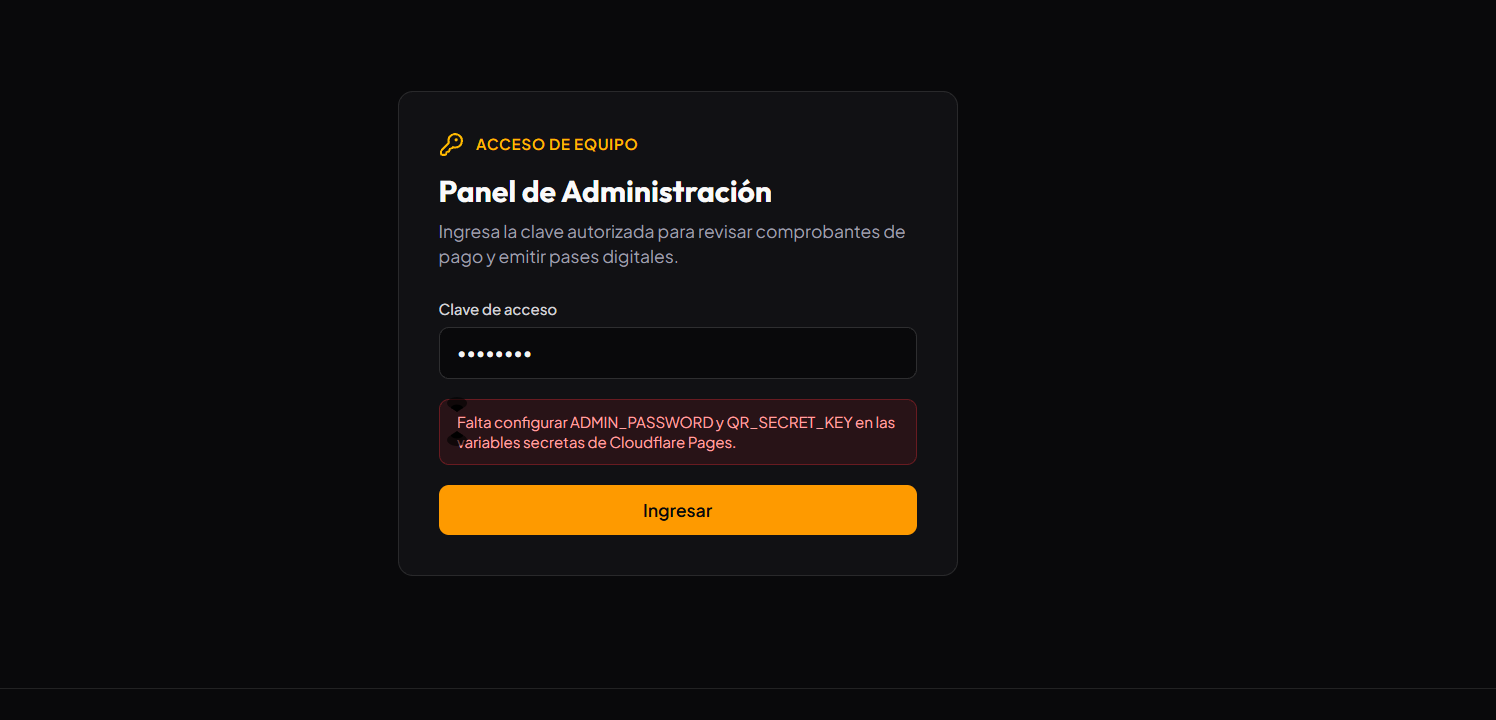 ACCESO DE EQUIPO
Panel de Administración
Ingresa la clave autorizada para revisar comprobantes de
pago y emitir pases digitales.
Clave de acceso
••••••••
Falta configurar ADMIN_PASSWORD y QR_SECRET_KEY en las
variables secretas de Cloudflare Pages.
Ingresar